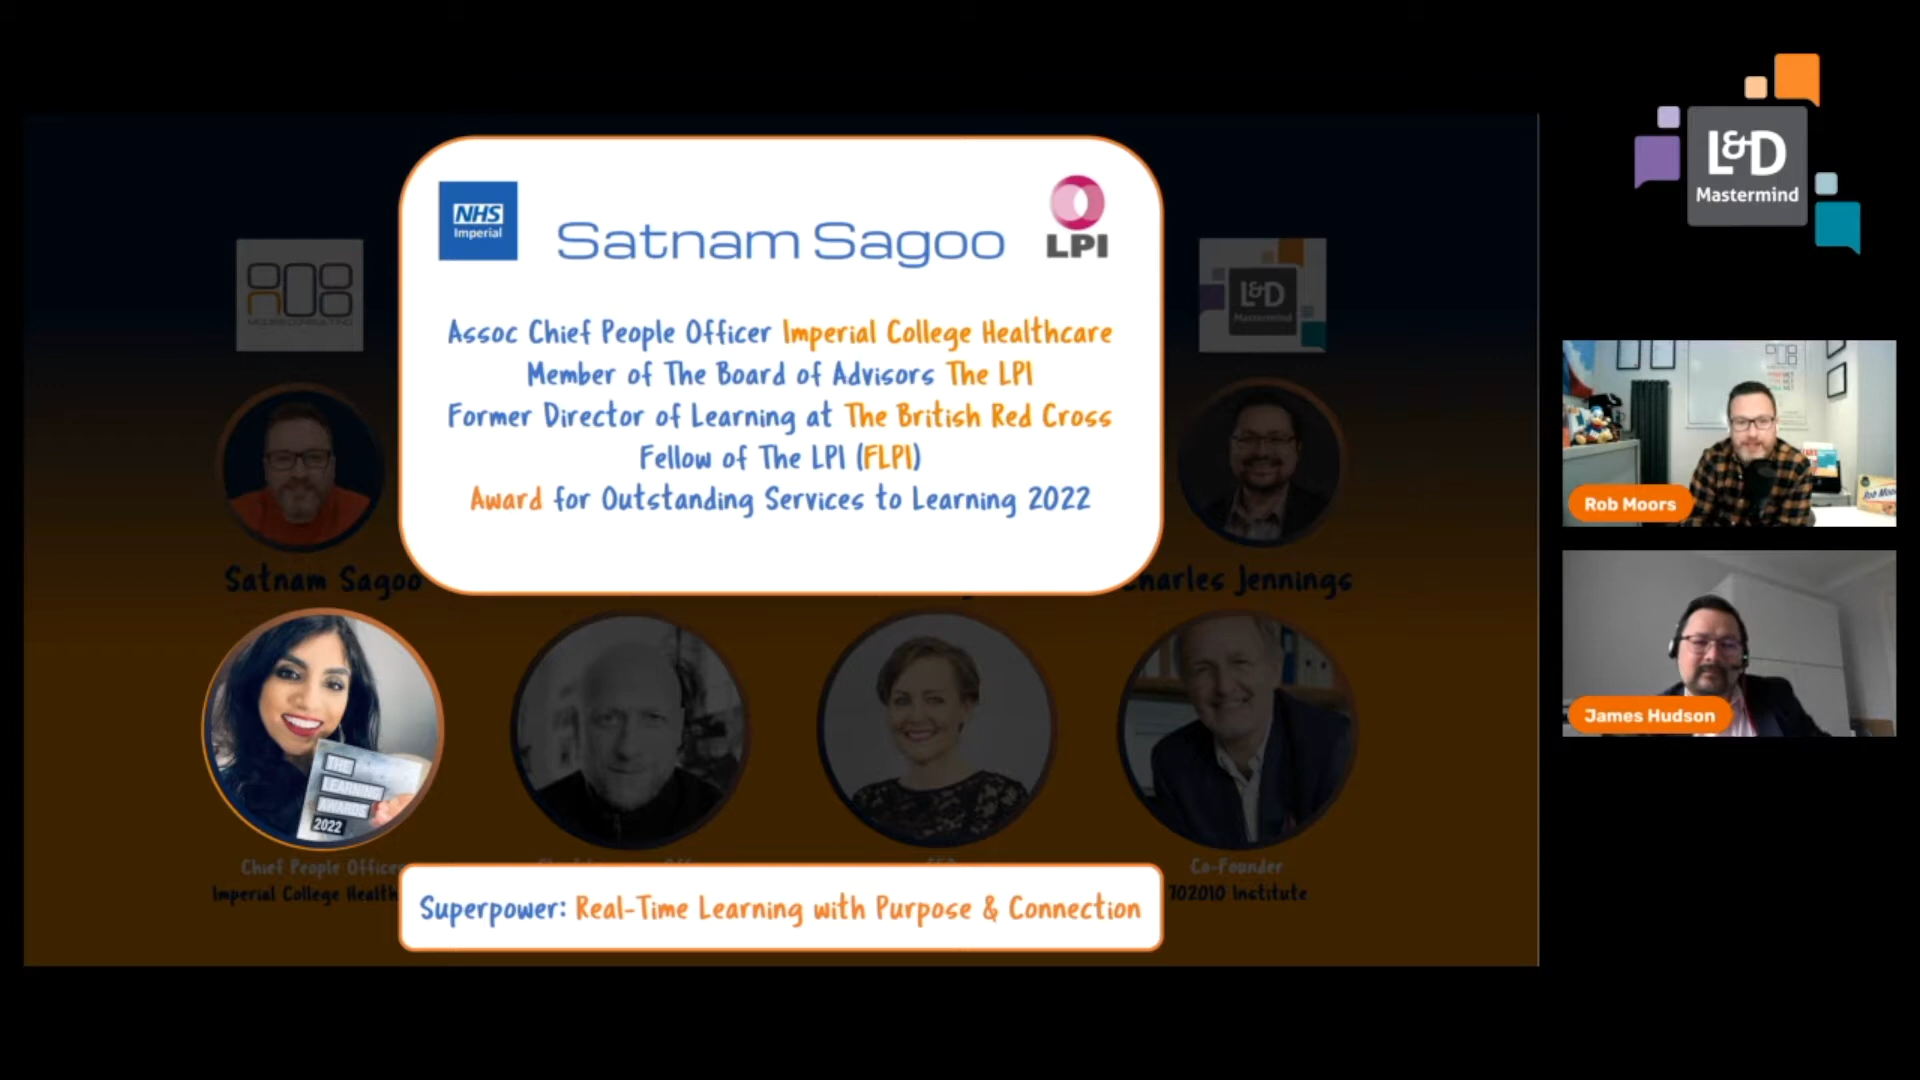 L&D
Mastermind
NHS
Imperial
Satnam Sagoo
LPI
Assoc Chief People Officer Imperial College Healthcare
Member of The Board of Advisors The LPI
Former Director of Learning at The British Red Cross
Fellow of The LPI (FLPI)
Award for Outstanding Services to Learning 2022
L&D
Mastermind
Satnam Sagoo
Charles Jennings
THE
LEARNING
AWARDS
2022
Chief People Officer
Imperial College Health
Co-Founder
702010 Institute
Superpower: Real-Time Learning with Purpose & Connection
Rob Moors
James Hudson